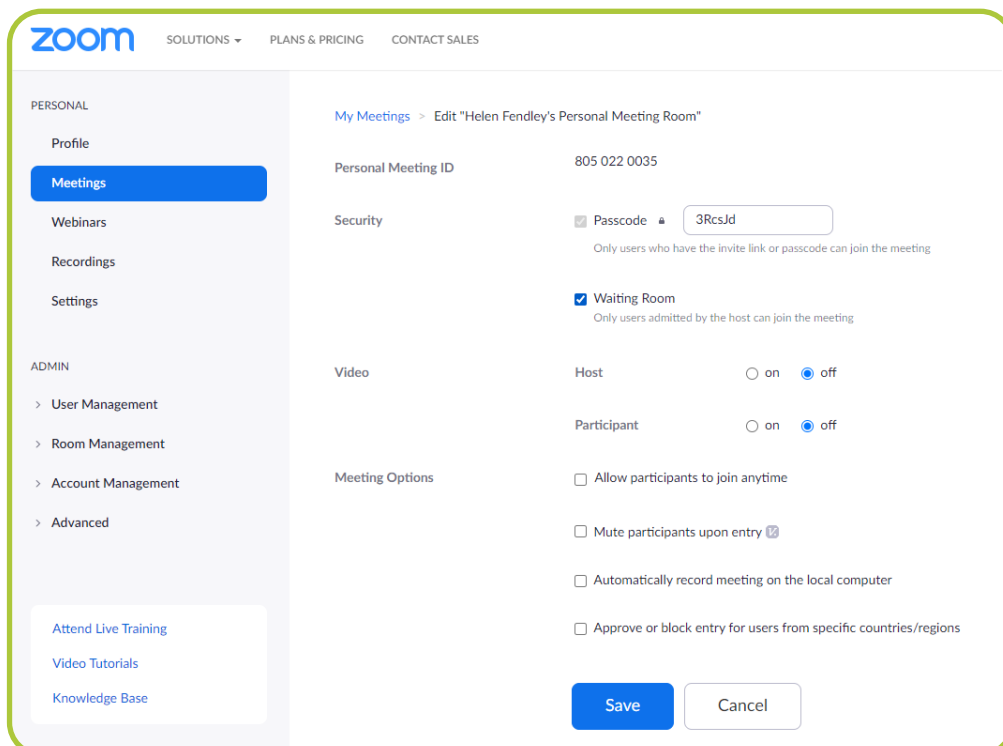 zoom SOLUTIONS PLANS & PRICING CONTACT SALES
PERSONAL
Profile
Meetings
Webinars
Recordings
Settings
ADMIN
User Management
Room Management
Account Management
Advanced
Attend Live Training
Video Tutorials
Knowledge Base
My Meetings > Edit "Helen Fendley's Personal Meeting Room"
Personal Meeting ID 805 022 0035
Security Passcode 3RcsJd
Only users who have the invite link or passcode can join the meeting
Waiting Room
Only users admitted by the host can join the meeting
Video Host on off
Participant on off
Meeting Options Allow participants to join anytime
Mute participants upon entry
Automatically record meeting on the local computer
Approve or block entry for users from specific countries/regions
Save Cancel